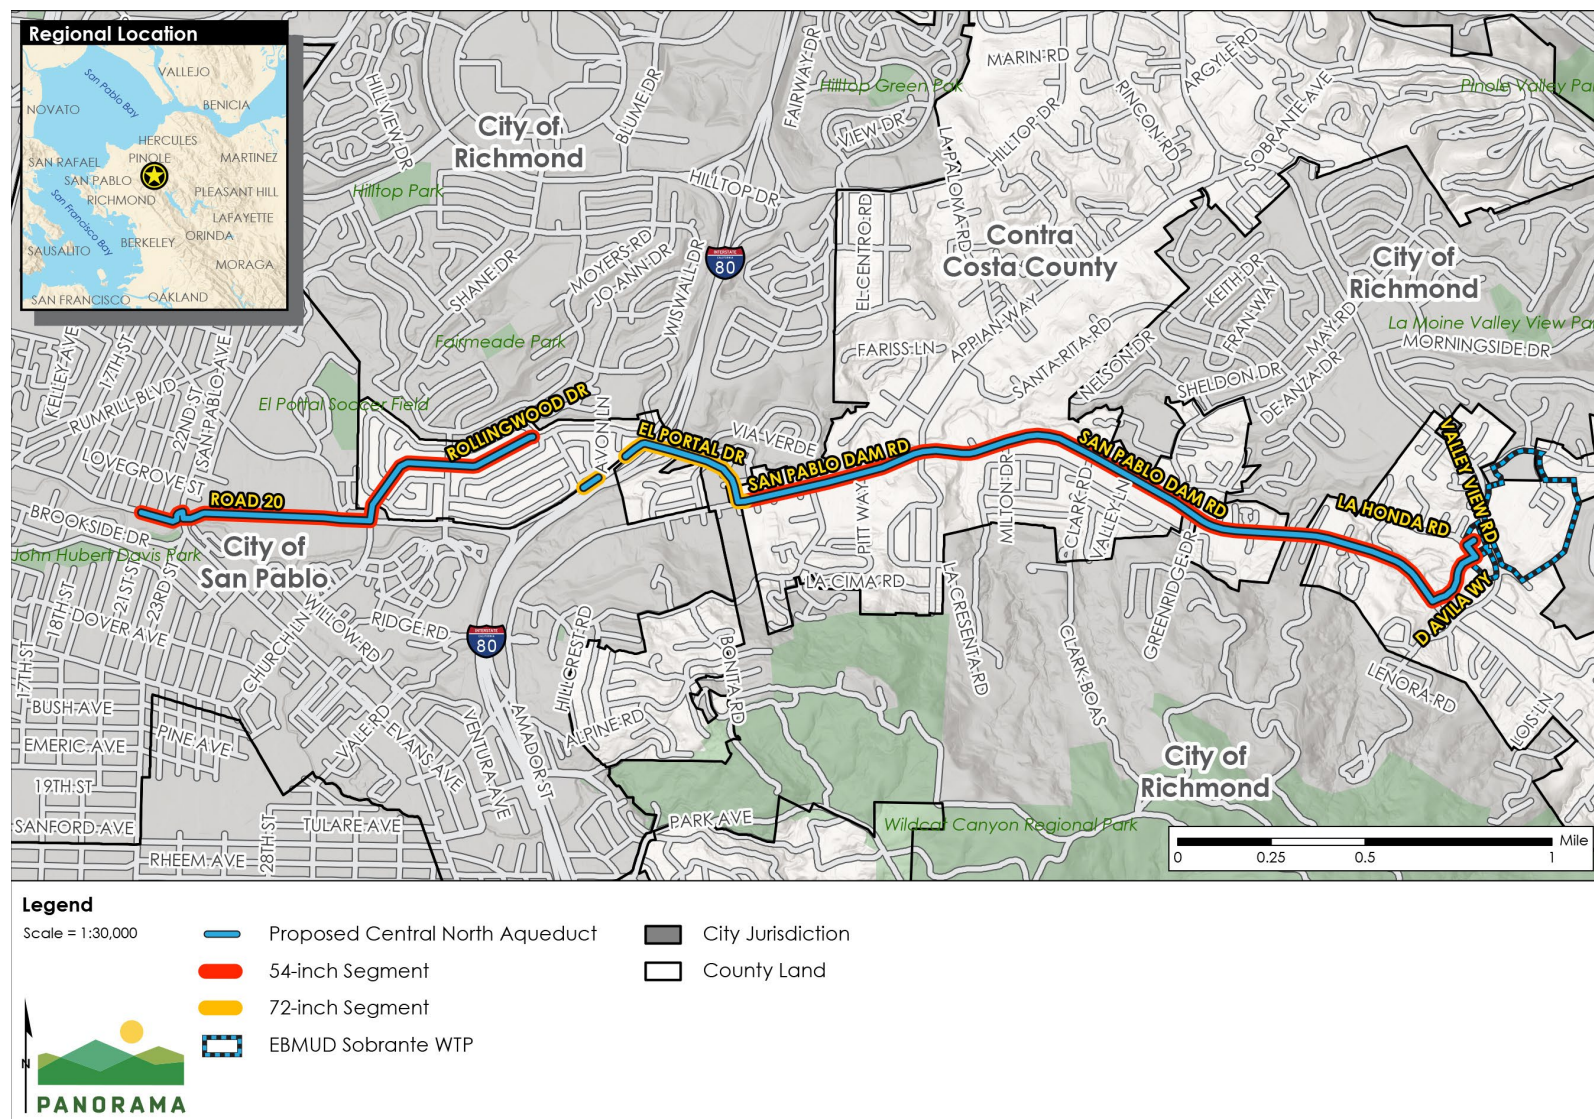 Regional Location
San Pablo Bay
VALLEJO
NOVATO
BENICIA
HERCULES
PINOLE
MARTINEZ
SAN RAFAEL
SAN PABLO
RICHMOND
PLEASANT HILL
San Francisco Bay
LAFAYETTE
ORINDA
BERKELEY
SAUSALITO
MORAGA
SAN FRANCISCO
OAKLAND
HILL VIEW DR
City of
Richmond
BLUME DR
FAIRWAY DR
Hilltop Green Pak
VIEW DR
MARIN RD
ARGYLE RD
RINCON RD
Pinole Valley Par
HILLTOP DR
LA PALOMA RD
SOBRANTE AVE
Hilltop Park
HILLTOP DR
EL CENTRO RD
Contra
Costa County
City of
Richmond
MOYERS RD
JO ANN DR
WISWALL DR
SHANE DR
INTERSTATE
CALIFORNIA
80
KEITH DR
FRAN WAY
MAY RD
La Moine Valley View Par
MORNINGSIDE DR
Fairmeade Park
FARISS LN
APPIAN WAY
SANTA RITA RD
NELSON DR
SHELDON DR
DE ANZA DR
KELLEY AVE
17TH ST
RUMRILL BLVD
22ND ST
SAN PABLO AVE
El Portal Soccer Field
ROLLINGWOOD DR
AVON LN
EL PORTAL DR
VIA VERDE
SAN PABLO DAM RD
SAN PABLO DAM RD
VALLEY VIEW RD
LA HONDA RD
D AVILA WY
LOVEGROVE ST
ROAD 20
BROOKSIDE DR
John Hubert Davis Park
City of
San Pablo
PITT WAY
MILTON DR
CLARK RD
VALLEY LN
LA CIMA RD
LA CRESENTA RD
CLARK-BOAS
GREENRIDGE DR
LENORA RD
LOIS LN
18TH ST
21ST ST
23RD ST
DOVER AVE
WILLOW RD
CHURCH LN
RIDGE RD
INTERSTATE
CALIFORNIA
80
HILLCREST RD
BONITA RD
17TH ST
BUSH AVE
EMERIC AVE
PINE AVE
VALE RD
EVANS AVE
VENTURA AVE
AMADOR ST
ALPINE RD
City of
Richmond
19TH ST
SANFORD AVE
RHEEM AVE
28TH ST
TULARE AVE
PARK AVE
Wildcat Canyon Regional Park
Mile
0 0.25 0.5 1
Legend
Scale = 1:30,000
Proposed Central North Aqueduct
54-inch Segment
72-inch Segment
EBMUD Sobrante WTP
City Jurisdiction
County Land
N
PANORAMA